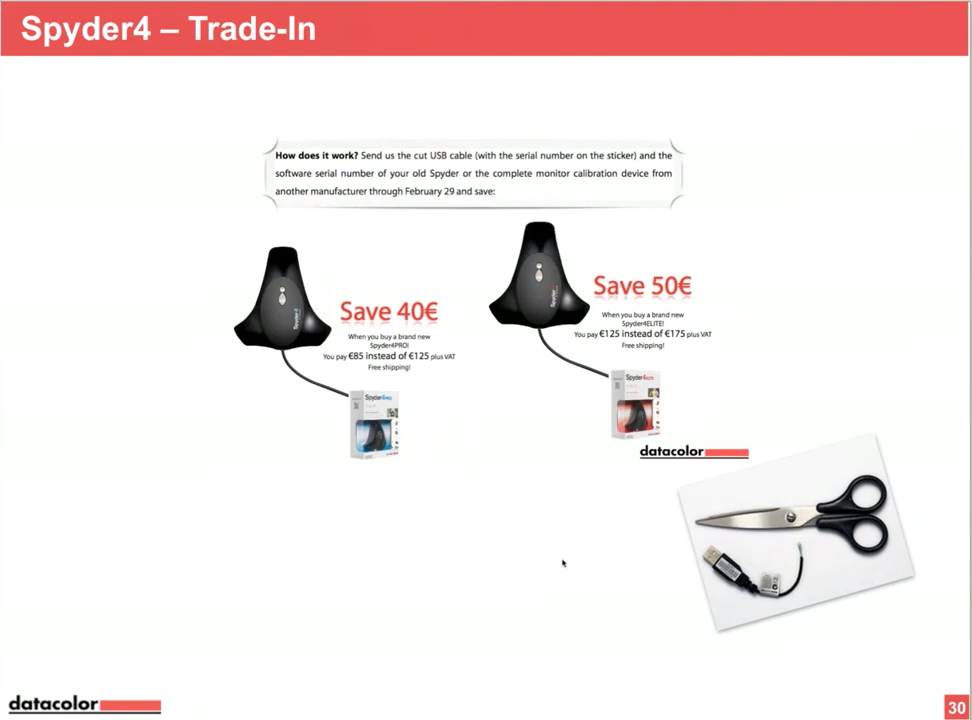 Spyder4 – Trade-In
How does it work? Send us the cut USB cable (with the serial number on the sticker) and the
software serial number of your old Spyder or the complete monitor calibration device from
another manufacturer through February 29 and save:
Save 40€
When you buy a brand new
Spyder4PRO!
You pay €85 instead of €125 plus VAT
Free shipping!
Save 50€
When you buy a brand new
Spyder4ELITE!
You pay €125 instead of €175 plus VAT
Free shipping!
Spyder4PRO
Spyder4ELITE
datacolor
datacolor
30